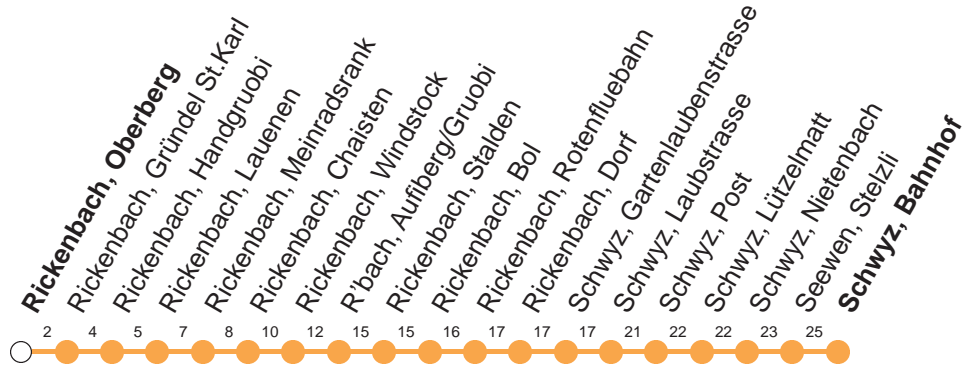 Rickenbach, Oberberg
Rickenbach, Gründel St.Karl
Rickenbach, Handgruobi
Rickenbach, Lauenen
Rickenbach, Meinradsrank
Rickenbach, Chaisten
Rickenbach, Windstock
R'bach, Aufiberg/Gruobi
Rickenbach, Stalden
Rickenbach, Bol
Rickenbach, Rotenfluebahn
Rickenbach, Dorf
Schwyz, Gartenlaubenstrasse
Schwyz, Laubstrasse
Schwyz, Post
Schwyz, Lützelmatt
Schwyz, Nietenbach
Seewen, Stelzli
Schwyz, Bahnhof
2 4 5 7 8 10 12 15 15 16 17 17 17 21 22 22 23 25